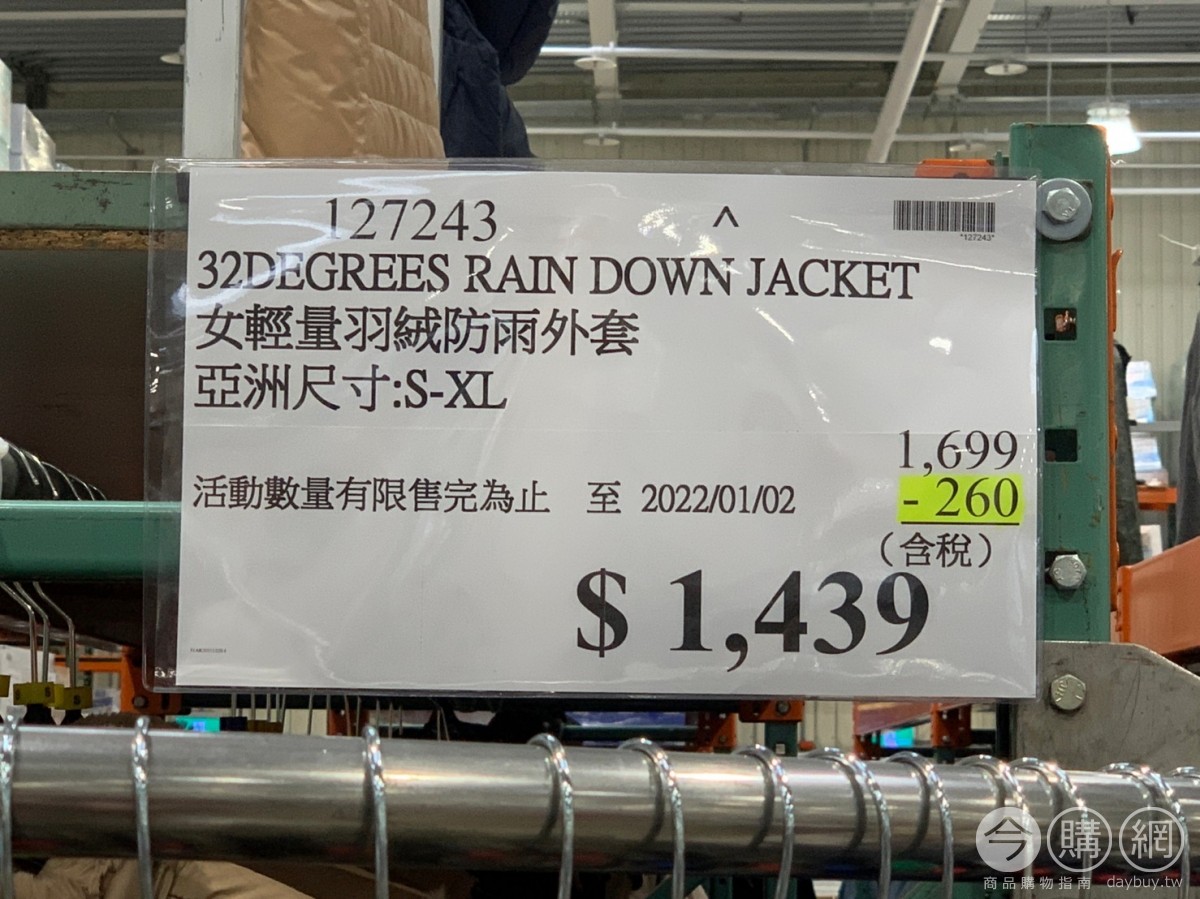 127243 ^
*127243*
32DEGREES RAIN DOWN JACKET
女輕量羽絨防雨外套
亞洲尺寸:S-XL
1,699
活動數量有限售完為止 至 2022/01/02 - 260
(含稅)
$ 1,439
今購網
商品購物指南 daybuy.tw